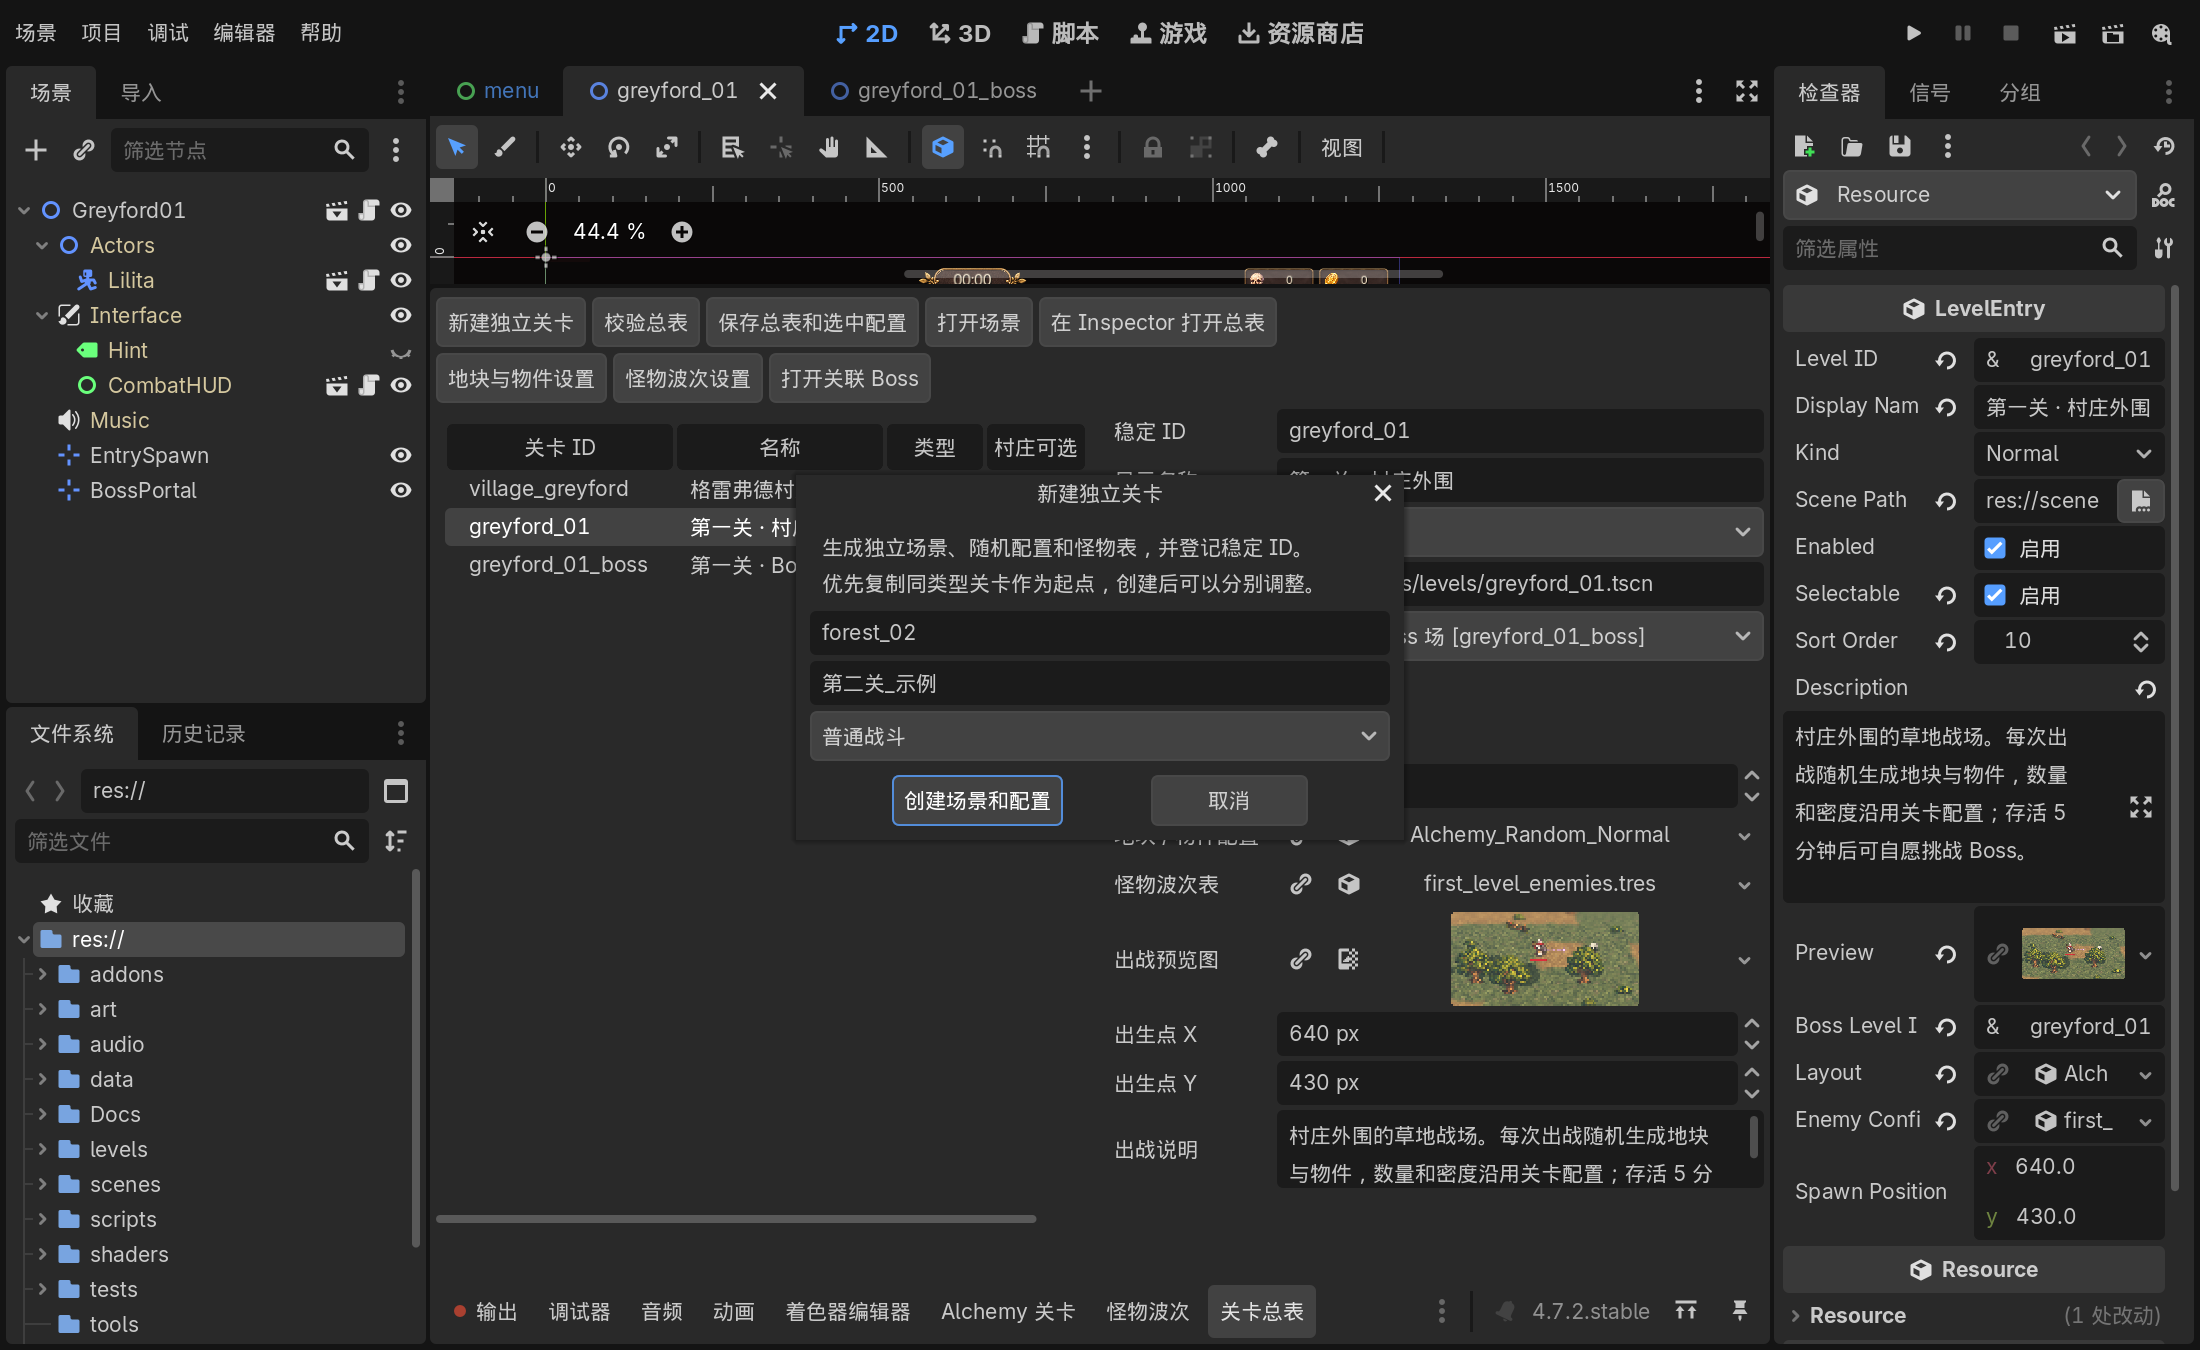 场景 项目 调试 编辑器 帮助
2D 3D 脚本 游戏 资源商店
场景 导入
筛选节点
Greyford01
Actors
Lilita
Interface
Hint
CombatHUD
Music
EntrySpawn
BossPortal
文件系统 历史记录
res://
筛选文件
收藏
res://
addons
art
audio
data
Docs
levels
scenes
scripts
shaders
tests
tools
menu greyford_01 greyford_01_boss
视图
0 500 1000 1500
0
44.4 %
00:00 0 0
新建独立关卡 校验总表 保存总表和选中配置 打开场景 在 Inspector 打开总表
地块与物件设置 怪物波次设置 打开关联 Boss
关卡 ID 名称 类型 村庄可选
village_greyford 格雷弗德村
greyford_01 第一关 · 村
greyford_01_boss 第一关 · Bo
稳定 ID greyford_01
外围
s/levels/greyford_01.tscn
ss 场 [greyford_01_boss]
新建独立关卡
生成独立场景、随机配置和怪物表，并登记稳定 ID。
优先复制同类型关卡作为起点，创建后可以分别调整。
forest_02
第二关_示例
普通战斗
创建场景和配置 取消
Alchemy_Random_Normal
怪物波次表 first_level_enemies.tres
出战预览图
出生点 X 640 px
出生点 Y 430 px
出战说明 村庄外围的草地战场。每次出战随机生成地块
与物件，数量和密度沿用关卡配置；存活 5 分
输出 调试器 音频 动画 着色器编辑器 Alchemy 关卡 怪物波次 关卡总表 4.7.2.stable
检查器 信号 分组
Resource
DOC
筛选属性
LevelEntry
Level ID & greyford_01
Display Nam 第一关 · 村庄外围
Kind Normal
Scene Path res://scene
Enabled 启用
Selectable 启用
Sort Order 10
Description
村庄外围的草地战场。每次出
战随机生成地块与物件，数量
和密度沿用关卡配置；存活 5
分钟后可自愿挑战 Boss。
Preview
Boss Level I & greyford_01
Layout Alch
Enemy Confi first_
Spawn Position x 640.0
y 430.0
Resource
Resource (1 处改动)